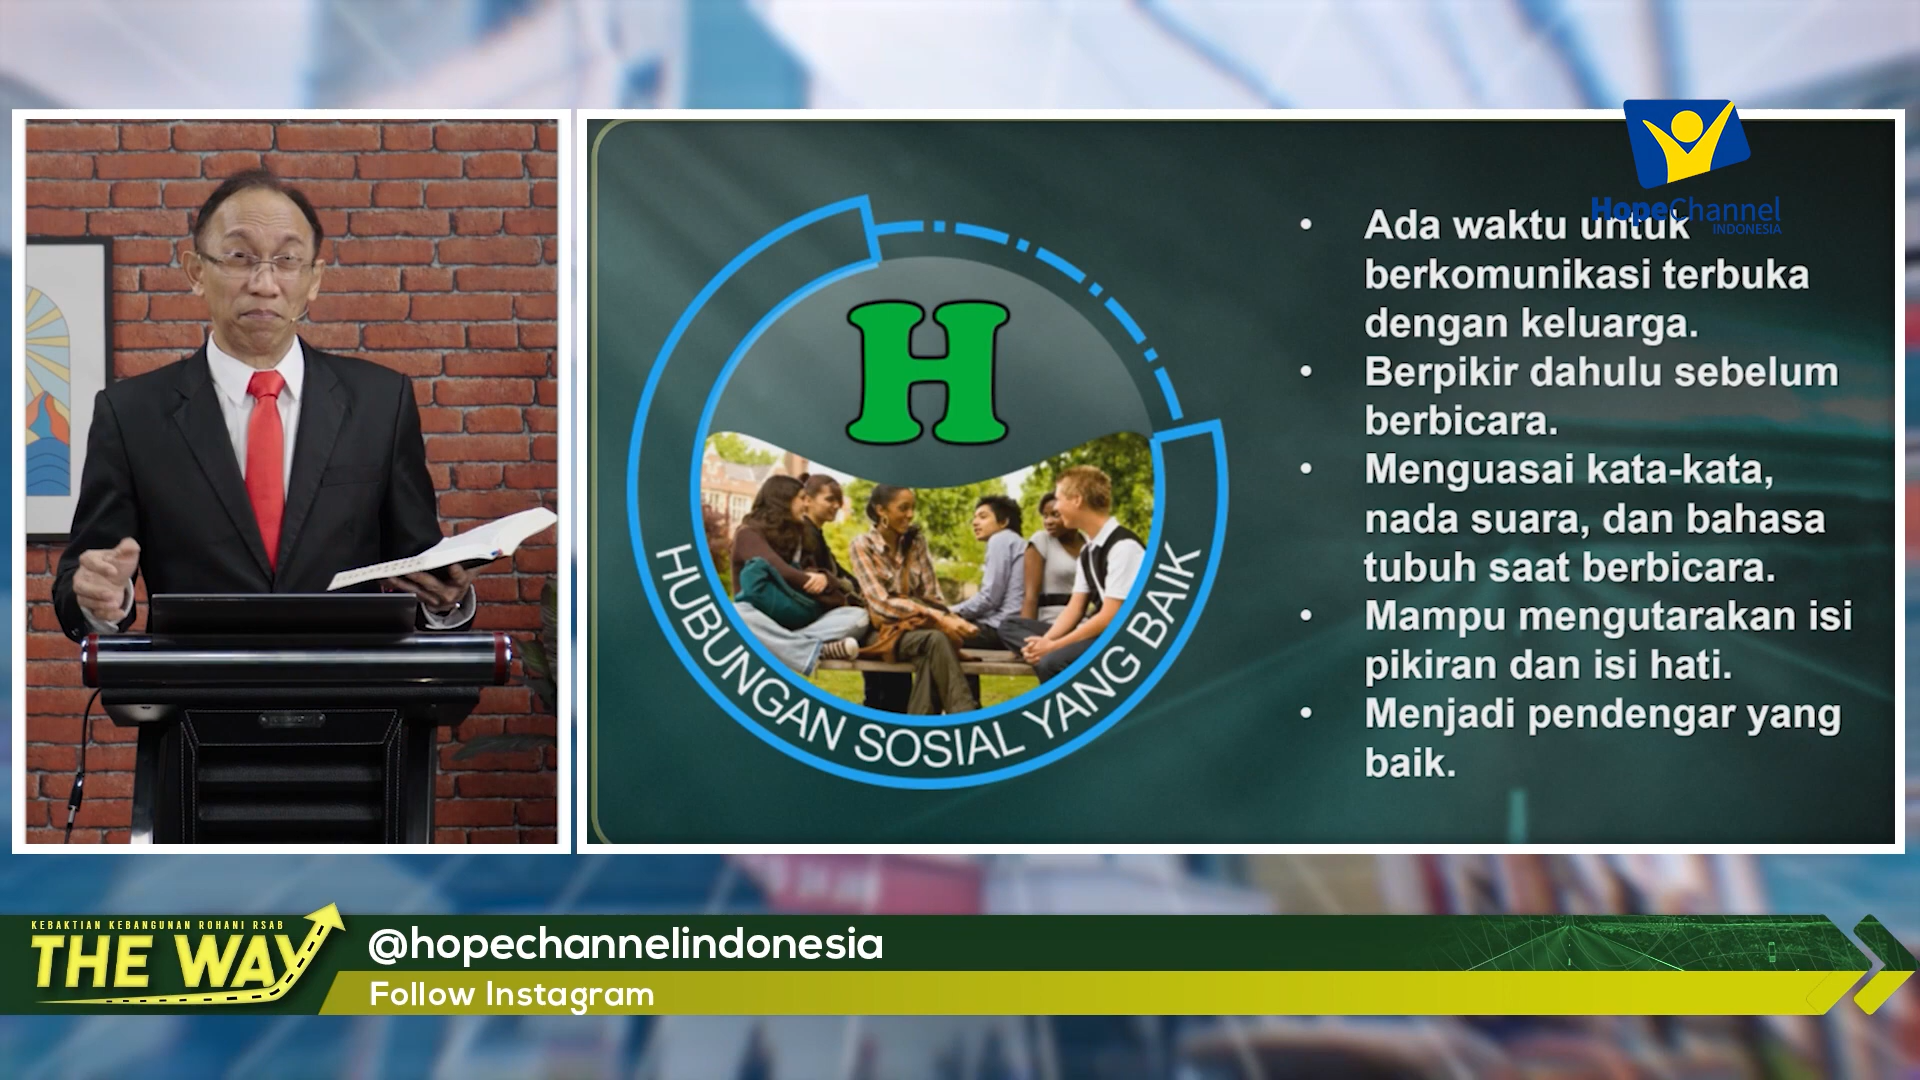 HopeChannel
INDONESIA
H
HUBUNGAN SOSIAL YANG BAIK
• Ada waktu untuk
berkomunikasi terbuka
dengan keluarga.
• Berpikir dahulu sebelum
berbicara.
• Menguasai kata-kata,
nada suara, dan bahasa
tubuh saat berbicara.
• Mampu mengutarakan isi
pikiran dan isi hati.
• Menjadi pendengar yang
baik.
KEBAKTIAN KEBANGUNAN ROHANI RSAB
THE WAY
@hopechannelindonesia
Follow Instagram